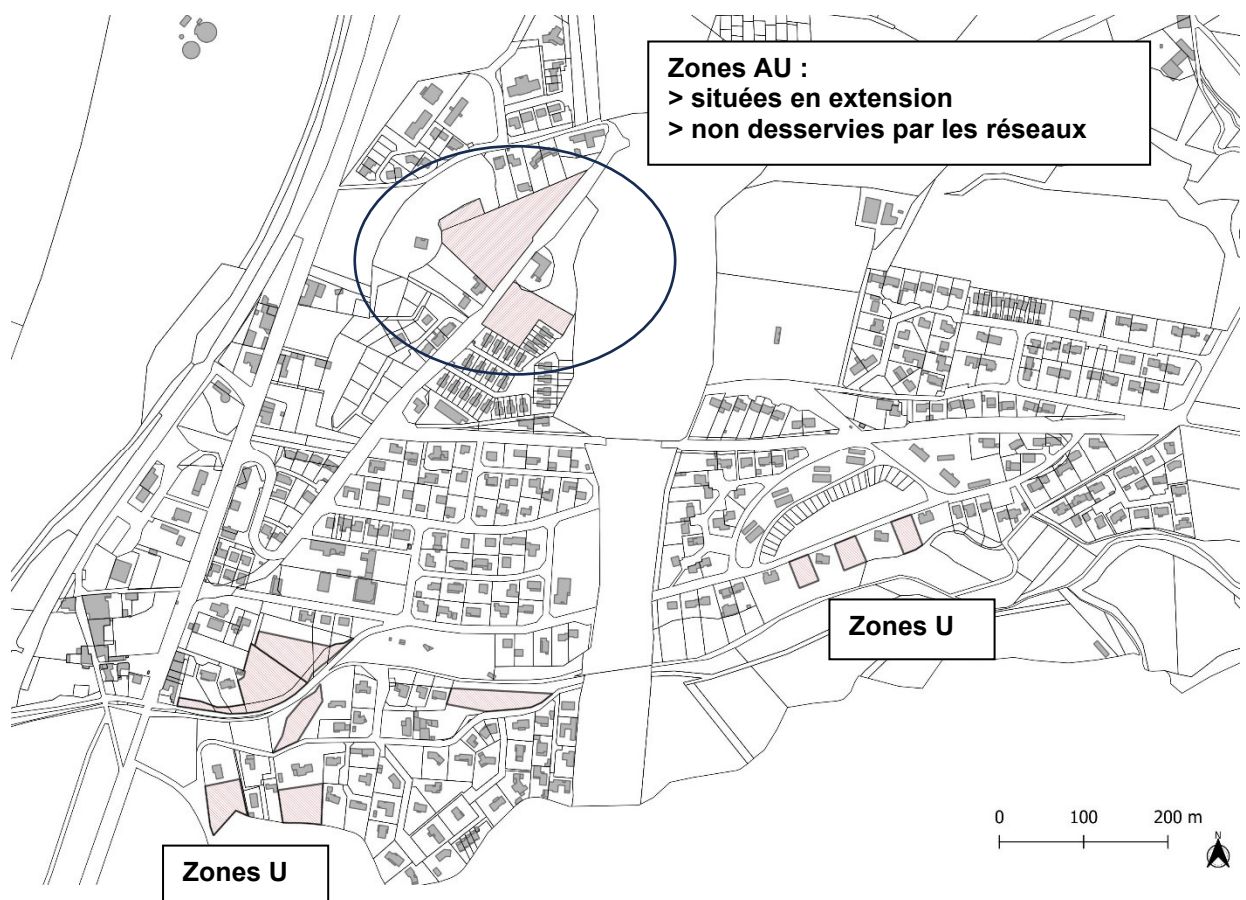 Zones AU :
> situées en extension
> non desservies par les réseaux
Zones U
0 100 200 m
N
Zones U